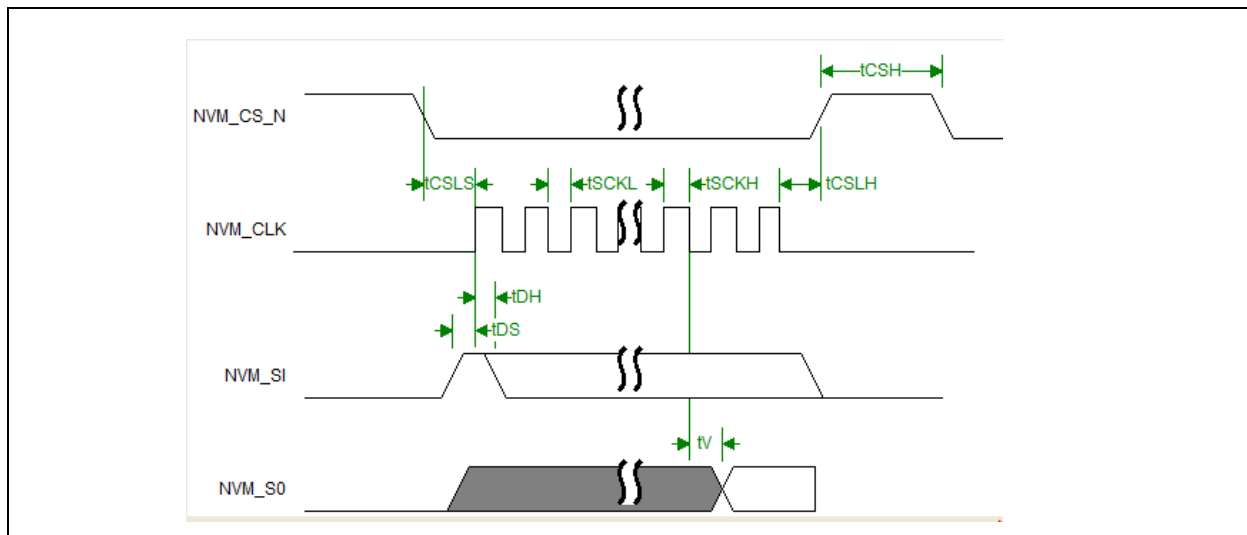 tCSH
NVM_CS_N
tCSLS
tSCKL
tSCKH
tCSLH
NVM_CLK
tDH
tDS
NVM_SI
tV
NVM_S0